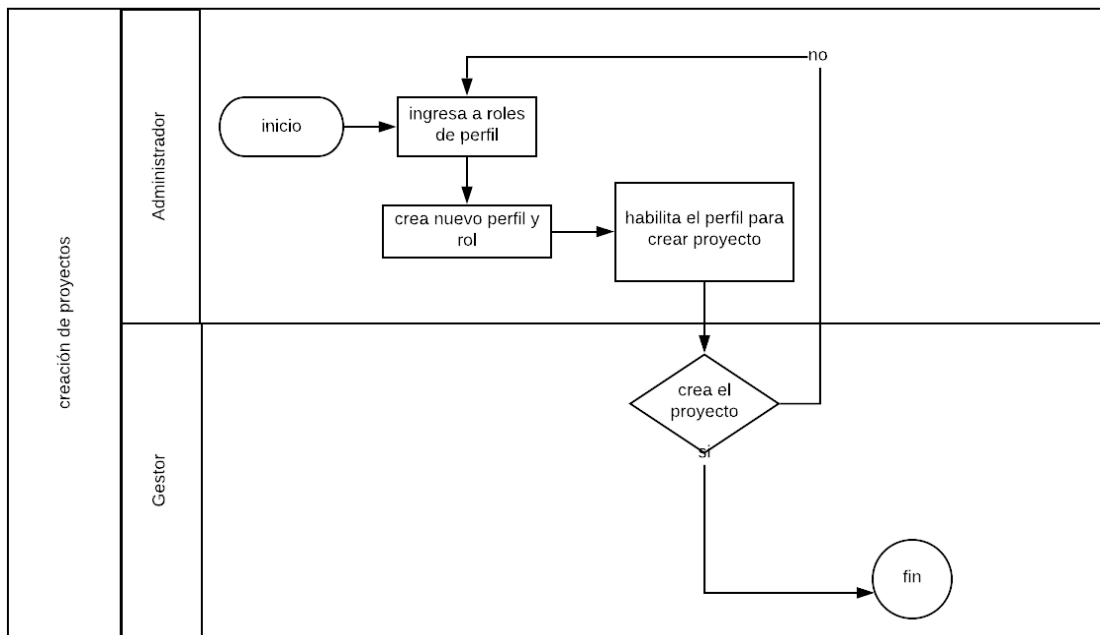 creación de proyectos
Administrador
inicio
ingresa a roles
de perfil
no
crea nuevo perfil y
rol
habilita el perfil para
crear proyecto
Gestor
crea el
proyecto
si
fin